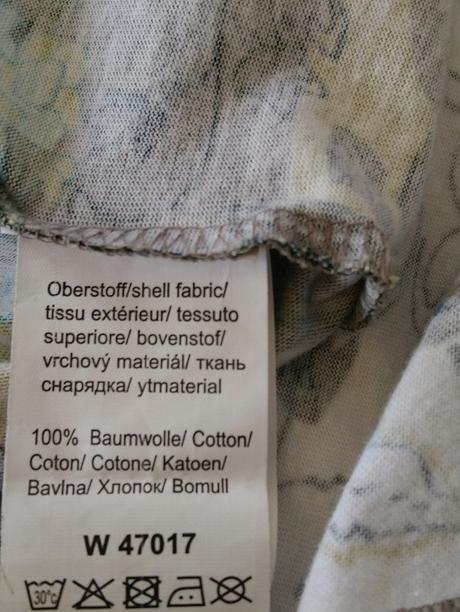 Oberstoff/shell fabric/
tissu extérieur/ tessuto
superiore/ bovenstof/
vrchový materiál/ ткань
снарядка/ ytmaterial
100% Baumwolle/ Cotton/
Coton/ Cotone/ Katoen/
Bavlna/ Хлопок/ Bomull
W 47017
30°c